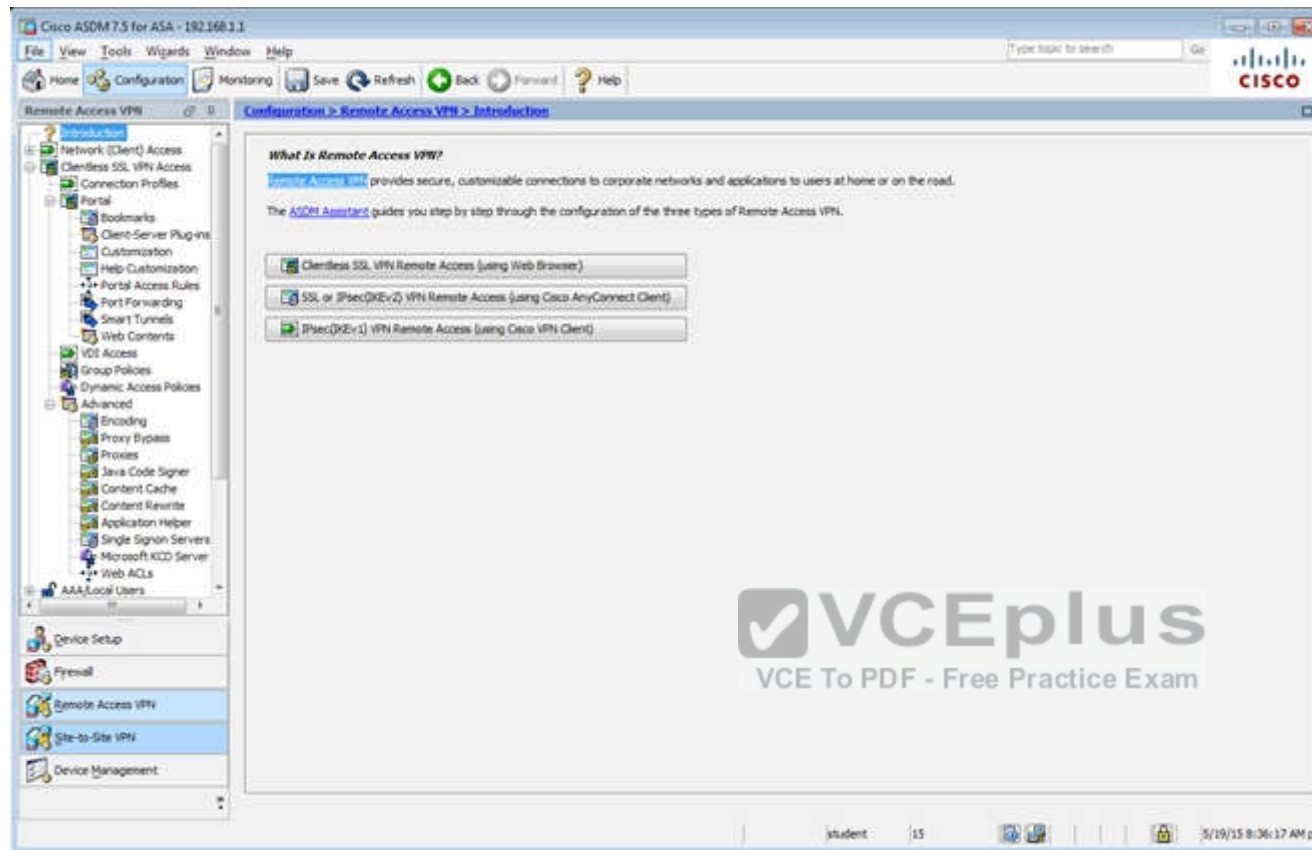 Cisco ASDM 7.5 for ASA - 192.168.1.1
File View Tools Wizards Window Help
Type topic to search Go
Home Configuration Monitoring Save Refresh Back Forward Help
CISCO
Remote Access VPN
Configuration > Remote Access VPN > Introduction
Introduction
Network (Client) Access
Clientless SSL VPN Access
Connection Profiles
Portal
Bookmarks
Client-Server Plug-ins
Customization
Help Customization
Portal Access Rules
Port Forwarding
Smart Tunnels
Web Contents
VDI Access
Group Policies
Dynamic Access Policies
Advanced
Encoding
Proxy Bypass
Proxies
Java Code Signer
Content Cache
Content Rewrite
Application Helper
Single Signon Servers
Microsoft KCD Server
Web ACLs
AAA/Local Users
Device Setup
Firewall
Remote Access VPN
Site-to-Site VPN
Device Management
What Is Remote Access VPN?
Remote Access VPN provides secure, customizable connections to corporate networks and applications to users at home or on the road.
The ASDM Assistant guides you step by step through the configuration of the three types of Remote Access VPN.
Clientless SSL VPN Remote Access (using Web Browser)
SSL or IPsec(IKEv2) VPN Remote Access (using Cisco AnyConnect Client)
IPsec(IKEv1) VPN Remote Access (using Cisco VPN Client)
VCEplus
VCE To PDF - Free Practice Exam
student 15 5/19/15 8:36:17 AM p